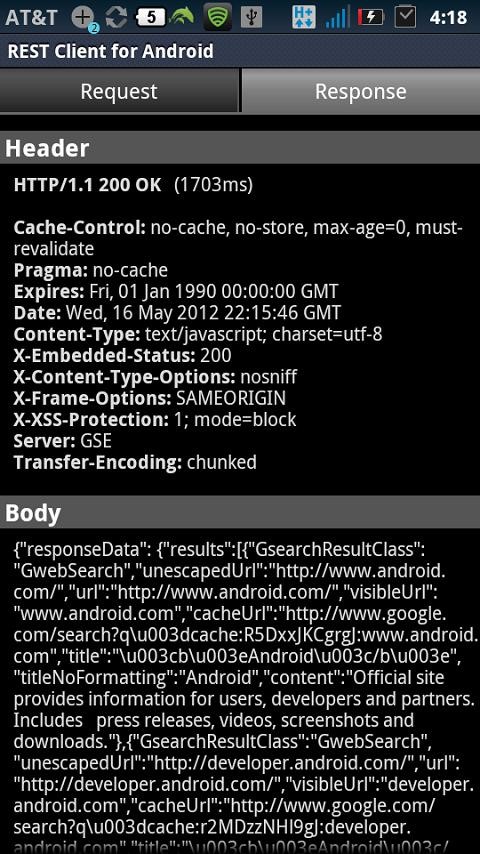 AT&T 2 5 H+ 4:18
REST Client for Android
Request Response
Header
HTTP/1.1 200 OK (1703ms)
Cache-Control: no-cache, no-store, max-age=0, must-
revalidate
Pragma: no-cache
Expires: Fri, 01 Jan 1990 00:00:00 GMT
Date: Wed, 16 May 2012 22:15:46 GMT
Content-Type: text/javascript; charset=utf-8
X-Embedded-Status: 200
X-Content-Type-Options: nosniff
X-Frame-Options: SAMEORIGIN
X-XSS-Protection: 1; mode=block
Server: GSE
Transfer-Encoding: chunked
Body
{"responseData": {"results":[{"GsearchResultClass":
"GwebSearch","unescapedUrl":"http://www.android.
com/","url":"http://www.android.com/","visibleUrl":
"www.android.com","cacheUrl":"http://www.google.
com/search?q\u003dcache:R5DxxJKCgrgJ:www.android.
com","title":"\u003cb\u003eAndroid\u003c/b\u003e",
"titleNoFormatting":"Android","content":"Official site
provides information for users, developers and partners.
Includes   press releases, videos, screenshots and
downloads."},{"GsearchResultClass":"GwebSearch",
"unescapedUrl":"http://developer.android.com/","url":
"http://developer.android.com/","visibleUrl":"developer.
android.com","cacheUrl":"http://www.google.com/
search?q\u003dcache:r2MDzzNHI9gJ:developer.
android.com","title":"\u003cb\u003eAndroid\u003c/